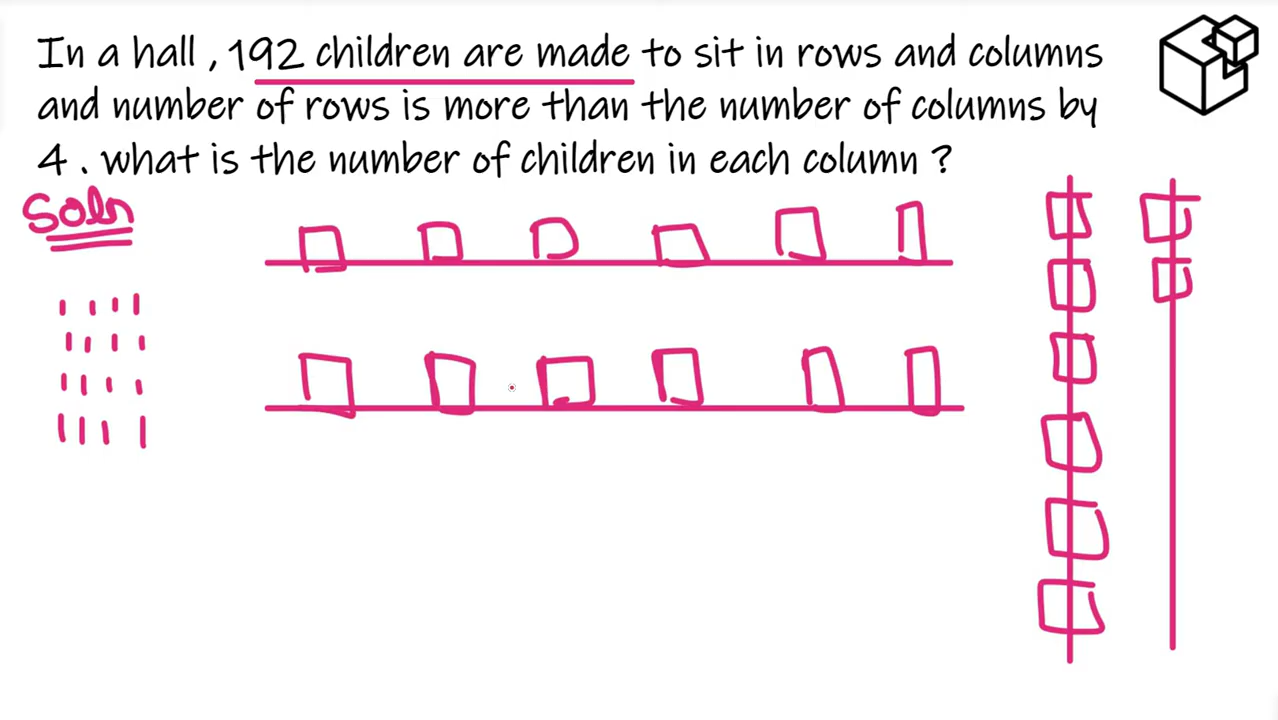 In a hall , 192 children are made to sit in rows and columns
and number of rows is more than the number of columns by
4 . what is the number of children in each column ?
Soln